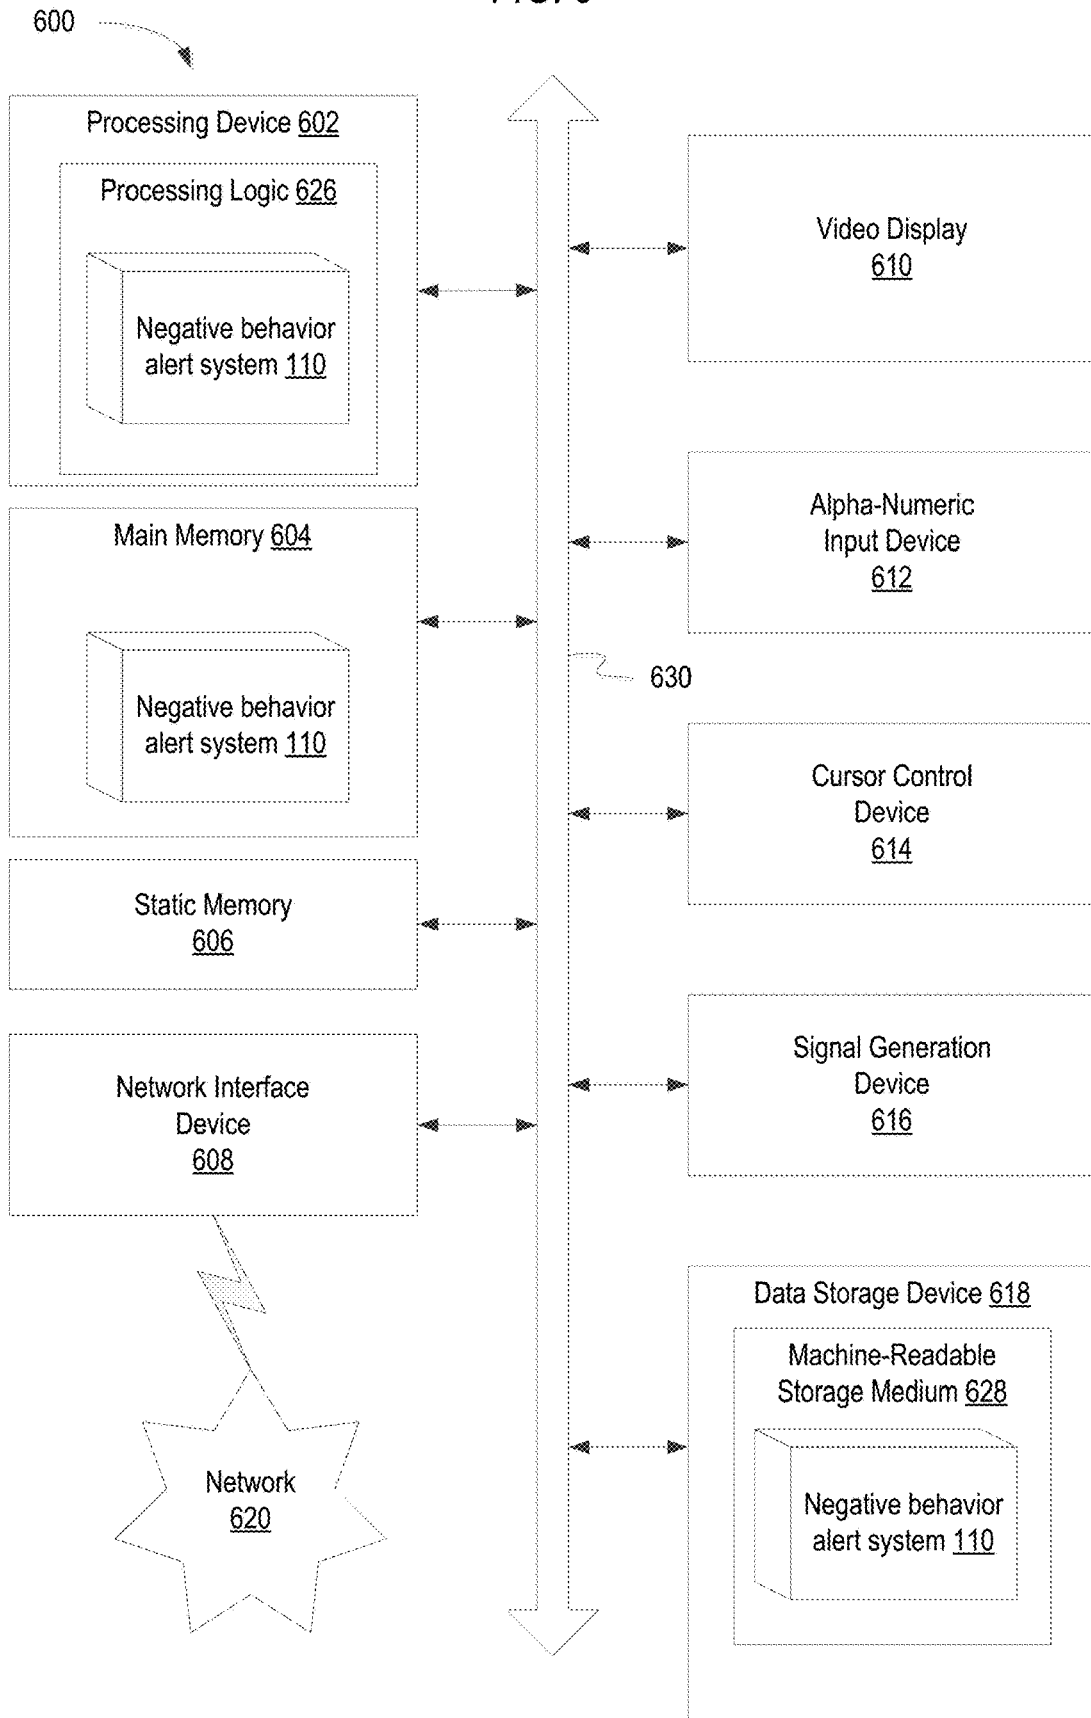 600
Processing Device 602
Processing Logic 626
Negative behavior
alert system 110
Main Memory 604
Negative behavior
alert system 110
Static Memory
606
Network Interface
Device
608
Network
620
630
Video Display
610
Alpha-Numeric
Input Device
612
Cursor Control
Device
614
Signal Generation
Device
616
Data Storage Device 618
Machine-Readable
Storage Medium 628
Negative behavior
alert system 110